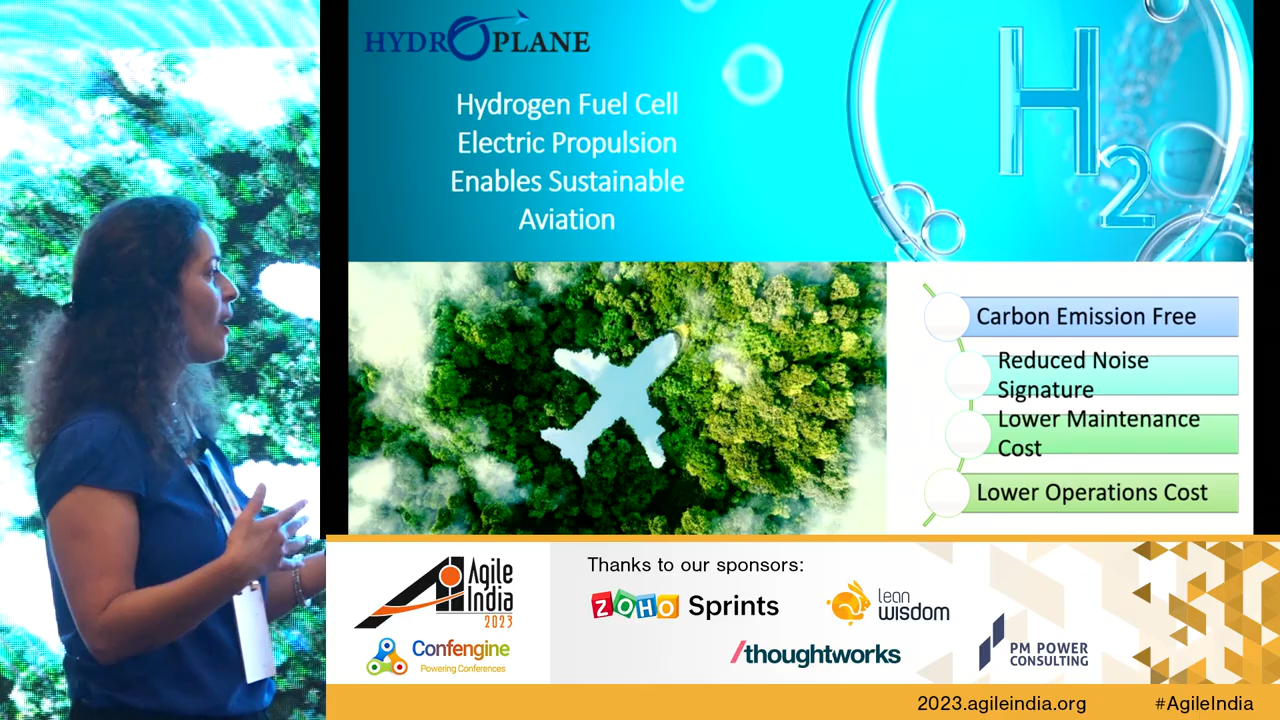 HYDROPLANE
Hydrogen Fuel Cell
Electric Propulsion
Enables Sustainable
Aviation
H2
Carbon Emission Free
Reduced Noise
Signature
Lower Maintenance
Cost
Lower Operations Cost
Agile
India
2023
Confengine
Powering Conferences
Thanks to our sponsors:
ZOHO Sprints
lean
wisdom
/thoughtworks
PM POWER
CONSULTING
2023.agileindia.org
#AgileIndia